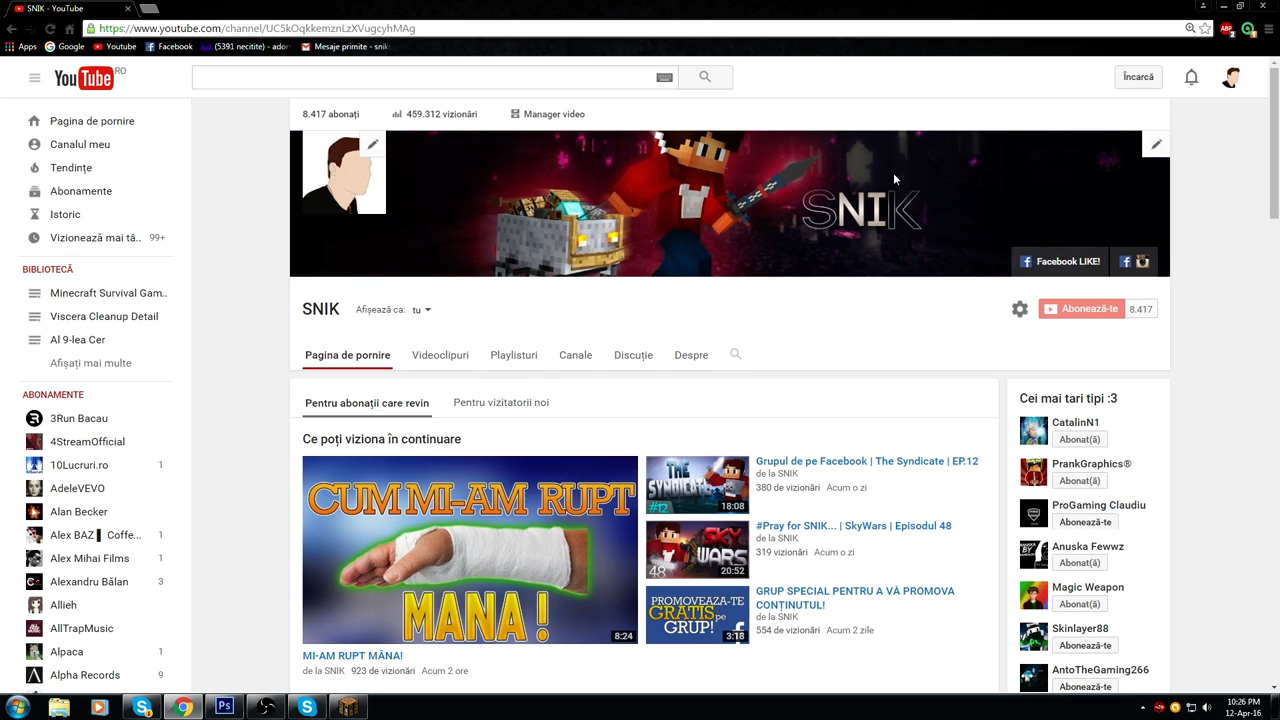 SNIK - YouTube
https://www.youtube.com/channel/UC5kOqkkemznLzXVugcyhMAg
Apps
Google
Youtube
Facebook
(5391 necitite) - ador
Mesaje primite - snik
YouTube RO
Încarcă
8.417 abonați
459.312 vizionări
Manager video
Pagina de pornire
Canalul meu
Tendințe
Abonamente
Istoric
Vizionează mai tâ.. 99+
BIBLIOTECĂ
Minecraft Survival Gam..
Viscera Cleanup Detail
Al 9-lea Cer
Afișați mai multe
ABONAMENTE
3Run Bacau
4StreamOfficial
10Lucruri.ro 1
AdeleVEVO
Alan Becker
Alex BAZ ▌ Coffe... 1
Alex Mihai Films 1
Alexandru Bălan 3
Allieh
AllTrapMusic
Alpaca 1
Alpha Records 9
SNIK
Facebook LIKE!
SNIK
Afișează ca: tu
Abonează-te 8.417
Pagina de pornire
Videoclipuri
Playlisturi
Canale
Discuție
Despre
Pentru abonații care revin
Pentru vizitatorii noi
Ce poți viziona în continuare
CUM MI-AM RUPT
MANA!
8:24
MI-AM RUPT MÂNA!
de la SNIK 923 de vizionări Acum 2 ore
THE
SYNDICATE
#12
18:08
Grupul de pe Facebook | The Syndicate | EP.12
de la SNIK
380 de vizionări Acum o zi
SKY
WARS
48
20:52
#Pray for SNIK... | SkyWars | Episodul 48
de la SNIK
319 vizionări Acum o zi
PROMOVEAZA-TE
GRATIS pe
GRUP!
3:18
GRUP SPECIAL PENTRU A VĂ PROMOVA
CONȚINUTUL!
de la SNIK
554 de vizionări Acum 2 zile
Cei mai tari tipi :3
CatalinN1
Abonat(ă)
PrankGraphics®
Abonat(ă)
ProGaming Claudiu
Abonează-te
Anuska Fewwz
Abonat(ă)
Magic Weapon
Abonat(ă)
Skinlayer88
Abonează-te
AntoTheGaming266
Abonează-te
10:26 PM
12-Apr-16